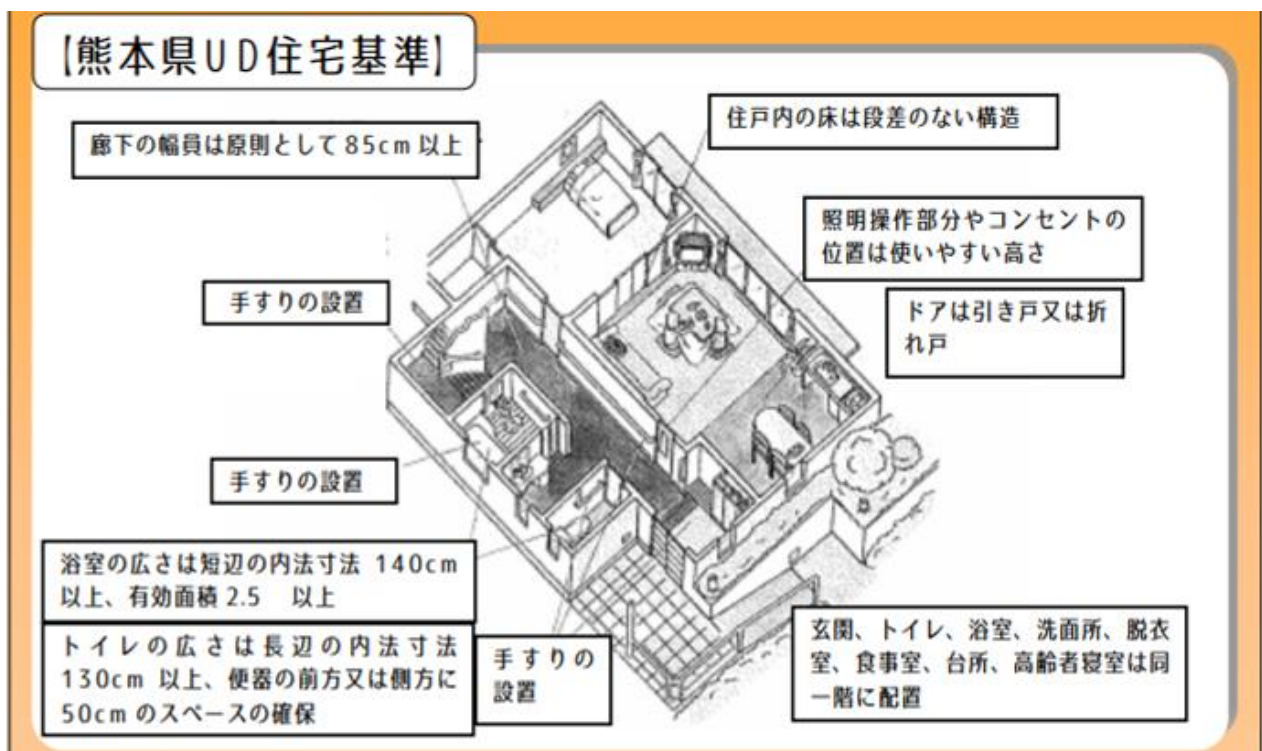 【熊本県UD住宅基準】
廊下の幅員は原則として85cm以上
住戸内の床は段差のない構造
照明操作部分やコンセントの
位置は使いやすい高さ
手すりの設置
ドアは引き戸又は折
れ戸
手すりの設置
浴室の広さは短辺の内法寸法 140cm
以上、有効面積2.5 以上
トイレの広さは長辺の内法寸法
130cm以上、便器の前方又は側方に
50cmのスペースの確保
手すりの
設置
玄関、トイレ、浴室、洗面所、脱衣
室、食事室、台所、高齢者寝室は同
一階に配置